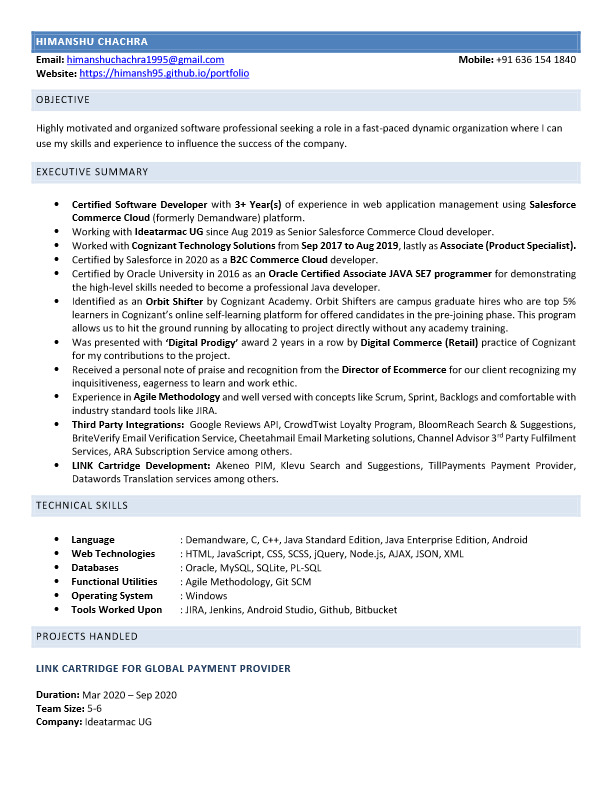 HIMANSHU CHACHRA
Email: himanshuchachra1995@gmail.com Mobile: +91 636 154 1840
Website: https://himansh95.github.io/portfolio
OBJECTIVE
Highly motivated and organized software professional seeking a role in a fast-paced dynamic organization where I can
use my skills and experience to influence the success of the company.
EXECUTIVE SUMMARY
• Certified Software Developer with 3+ Year(s) of experience in web application management using Salesforce
Commerce Cloud (formerly Demandware) platform.
• Working with Ideatarmac UG since Aug 2019 as Senior Salesforce Commerce Cloud developer.
• Worked with Cognizant Technology Solutions from Sep 2017 to Aug 2019, lastly as Associate (Product Specialist).
• Certified by Salesforce in 2020 as a B2C Commerce Cloud developer.
• Certified by Oracle University in 2016 as an Oracle Certified Associate JAVA SE7 programmer for demonstrating
the high-level skills needed to become a professional Java developer.
• Identified as an Orbit Shifter by Cognizant Academy. Orbit Shifters are campus graduate hires who are top 5%
learners in Cognizant's online self-learning platform for offered candidates in the pre-joining phase. This program
allows us to hit the ground running by allocating to project directly without any academy training.
• Was presented with 'Digital Prodigy' award 2 years in a row by Digital Commerce (Retail) practice of Cognizant
for my contributions to the project.
• Received a personal note of praise and recognition from the Director of Ecommerce for our client recognizing my
inquisitiveness, eagerness to learn and work ethic.
• Experience in Agile Methodology and well versed with concepts like Scrum, Sprint, Backlogs and comfortable with
industry standard tools like JIRA.
• Third Party Integrations: Google Reviews API, CrowdTwist Loyalty Program, BloomReach Search & Suggestions,
BriteVerify Email Verification Service, Cheetahmail Email Marketing solutions, Channel Advisor 3rd Party Fulfilment
Services, ARA Subscription Service among others.
• LINK Cartridge Development: Akeneo PIM, Klevu Search and Suggestions, TillPayments Payment Provider,
Datawords Translation services among others.
TECHNICAL SKILLS
• Language : Demandware, C, C++, Java Standard Edition, Java Enterprise Edition, Android
• Web Technologies : HTML, JavaScript, CSS, SCSS, jQuery, Node.js, AJAX, JSON, XML
• Databases : Oracle, MySQL, SQLite, PL-SQL
• Functional Utilities : Agile Methodology, Git SCM
• Operating System : Windows
• Tools Worked Upon : JIRA, Jenkins, Android Studio, Github, Bitbucket
PROJECTS HANDLED
LINK CARTRIDGE FOR GLOBAL PAYMENT PROVIDER
Duration: Mar 2020 – Sep 2020
Team Size: 5-6
Company: Ideatarmac UG